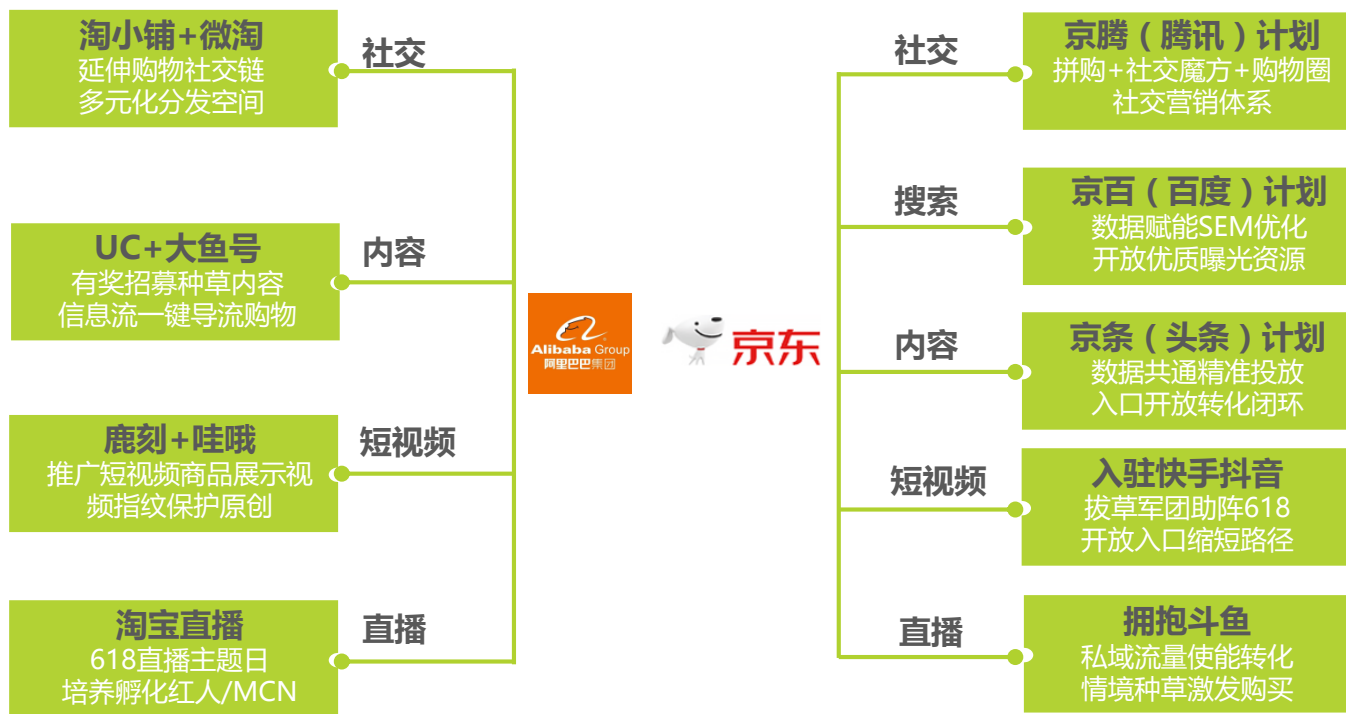 淘小铺+微淘
延伸购物社交链
多元化分发空间
社交
UC+大鱼号
有奖招募种草内容
信息流一键导流购物
内容
鹿刻+哇哦
推广短视频商品展示视
频指纹保护原创
短视频
淘宝直播
618直播主题日
培养孵化红人/MCN
直播
Alibaba Group
阿里巴巴集团
京东
社交
京腾（腾讯）计划
拼购+社交魔方+购物圈
社交营销体系
搜索
京百（百度）计划
数据赋能SEM优化
开放优质曝光资源
内容
京条（头条）计划
数据共通精准投放
入口开放转化闭环
短视频
入驻快手抖音
拔草军团助阵618
开放入口缩短路径
直播
拥抱斗鱼
私域流量使能转化
情境种草激发购买